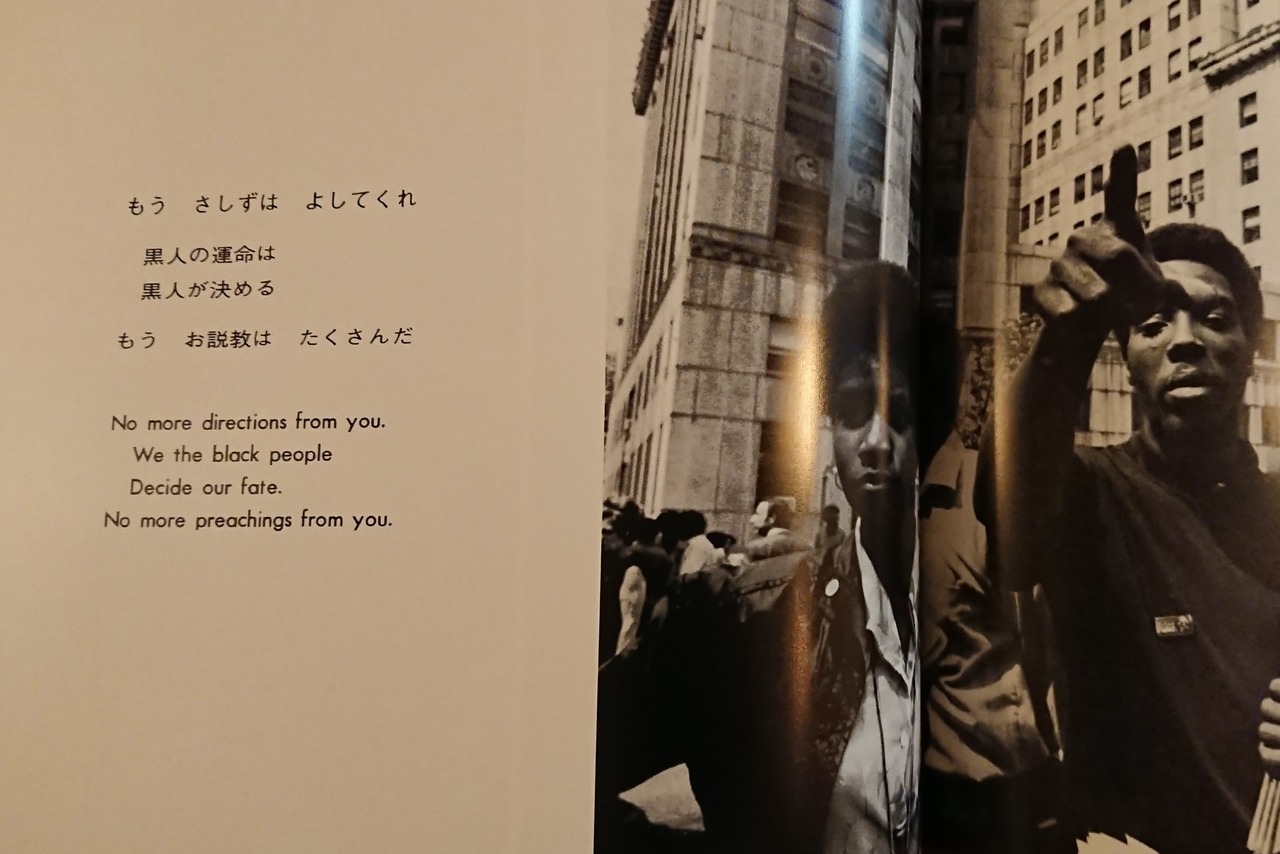 もう　さしずは　よしてくれ
黒人の運命は
黒人が決める
もう　お説教は　たくさんだ
No more directions from you.
We the black people
Decide our fate.
No more preachings from you.